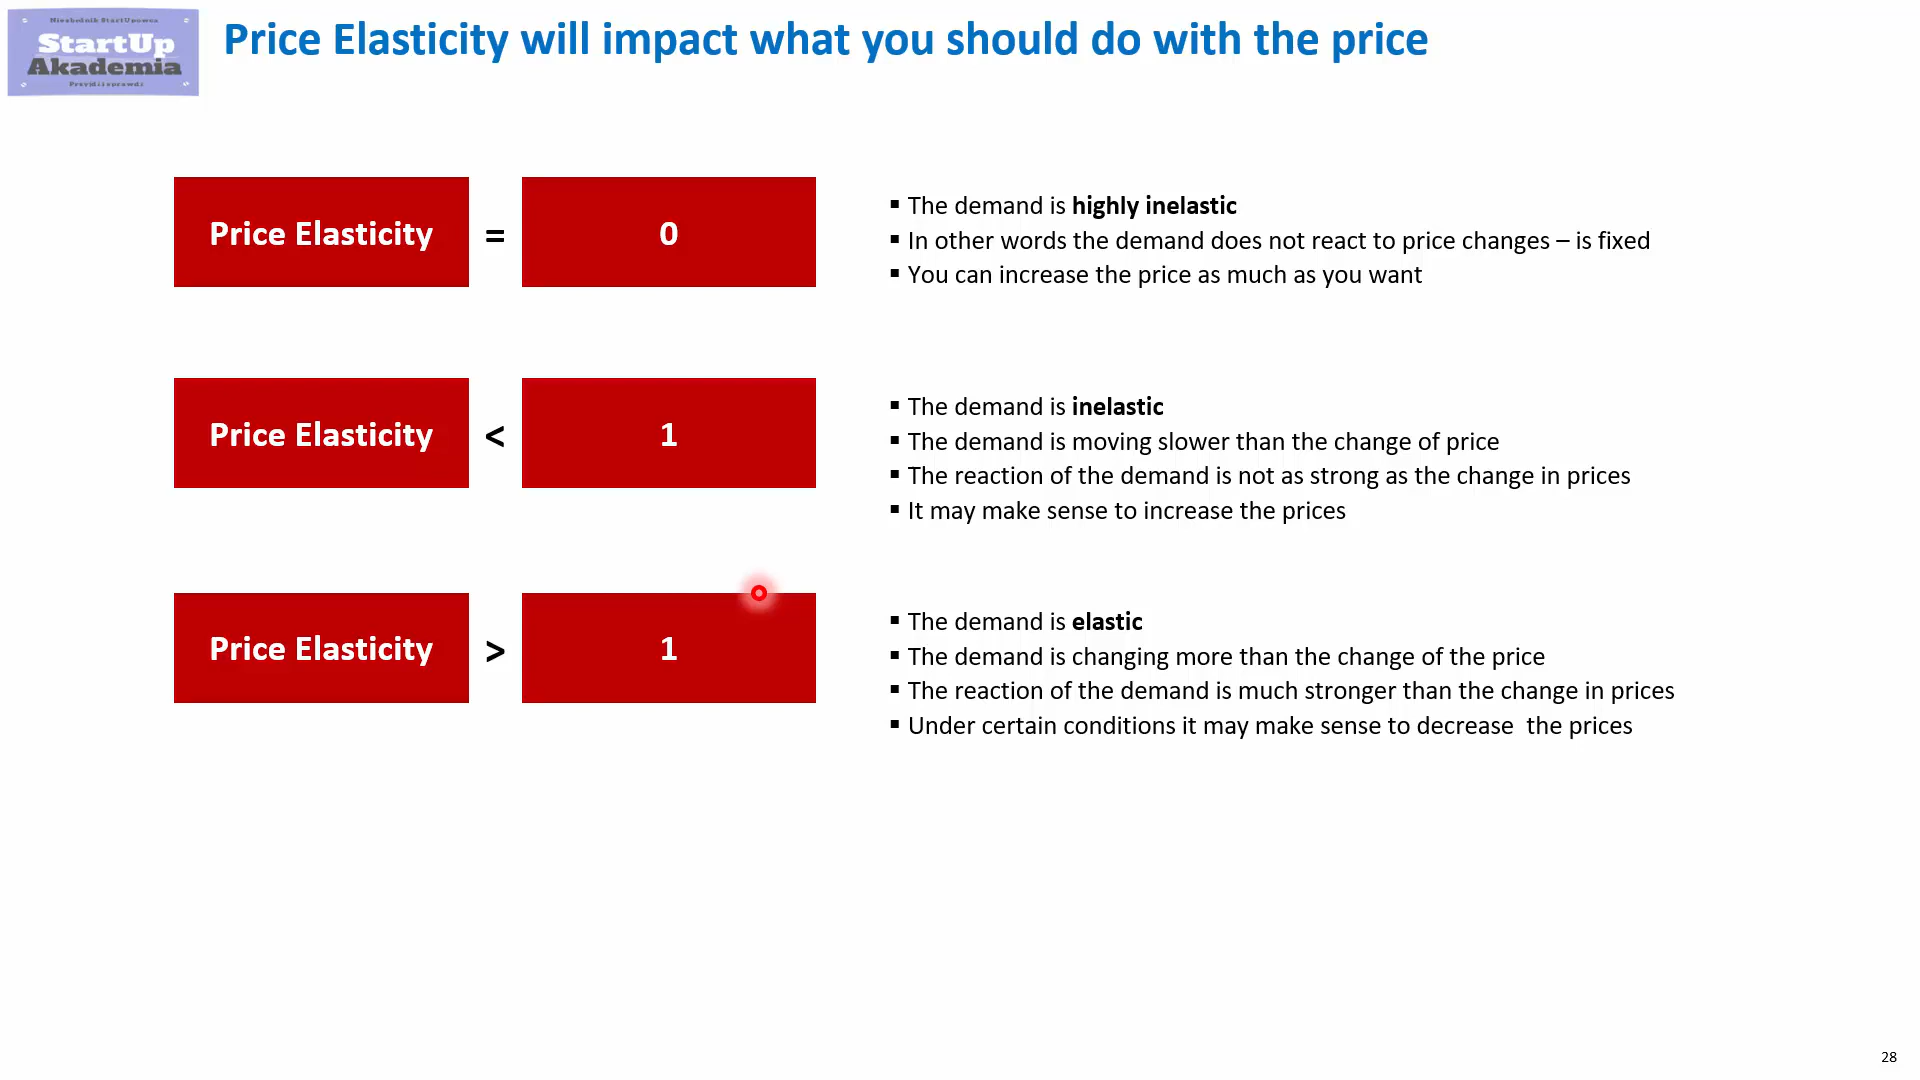 StartUp
Akademia
Price Elasticity will impact what you should do with the price
Price Elasticity = 0
▪ The demand is highly inelastic
▪ In other words the demand does not react to price changes – is fixed
▪ You can increase the price as much as you want
Price Elasticity < 1
▪ The demand is inelastic
▪ The demand is moving slower than the change of price
▪ The reaction of the demand is not as strong as the change in prices
▪ It may make sense to increase the prices
Price Elasticity > 1
▪ The demand is elastic
▪ The demand is changing more than the change of the price
▪ The reaction of the demand is much stronger than the change in prices
▪ Under certain conditions it may make sense to decrease  the prices
28